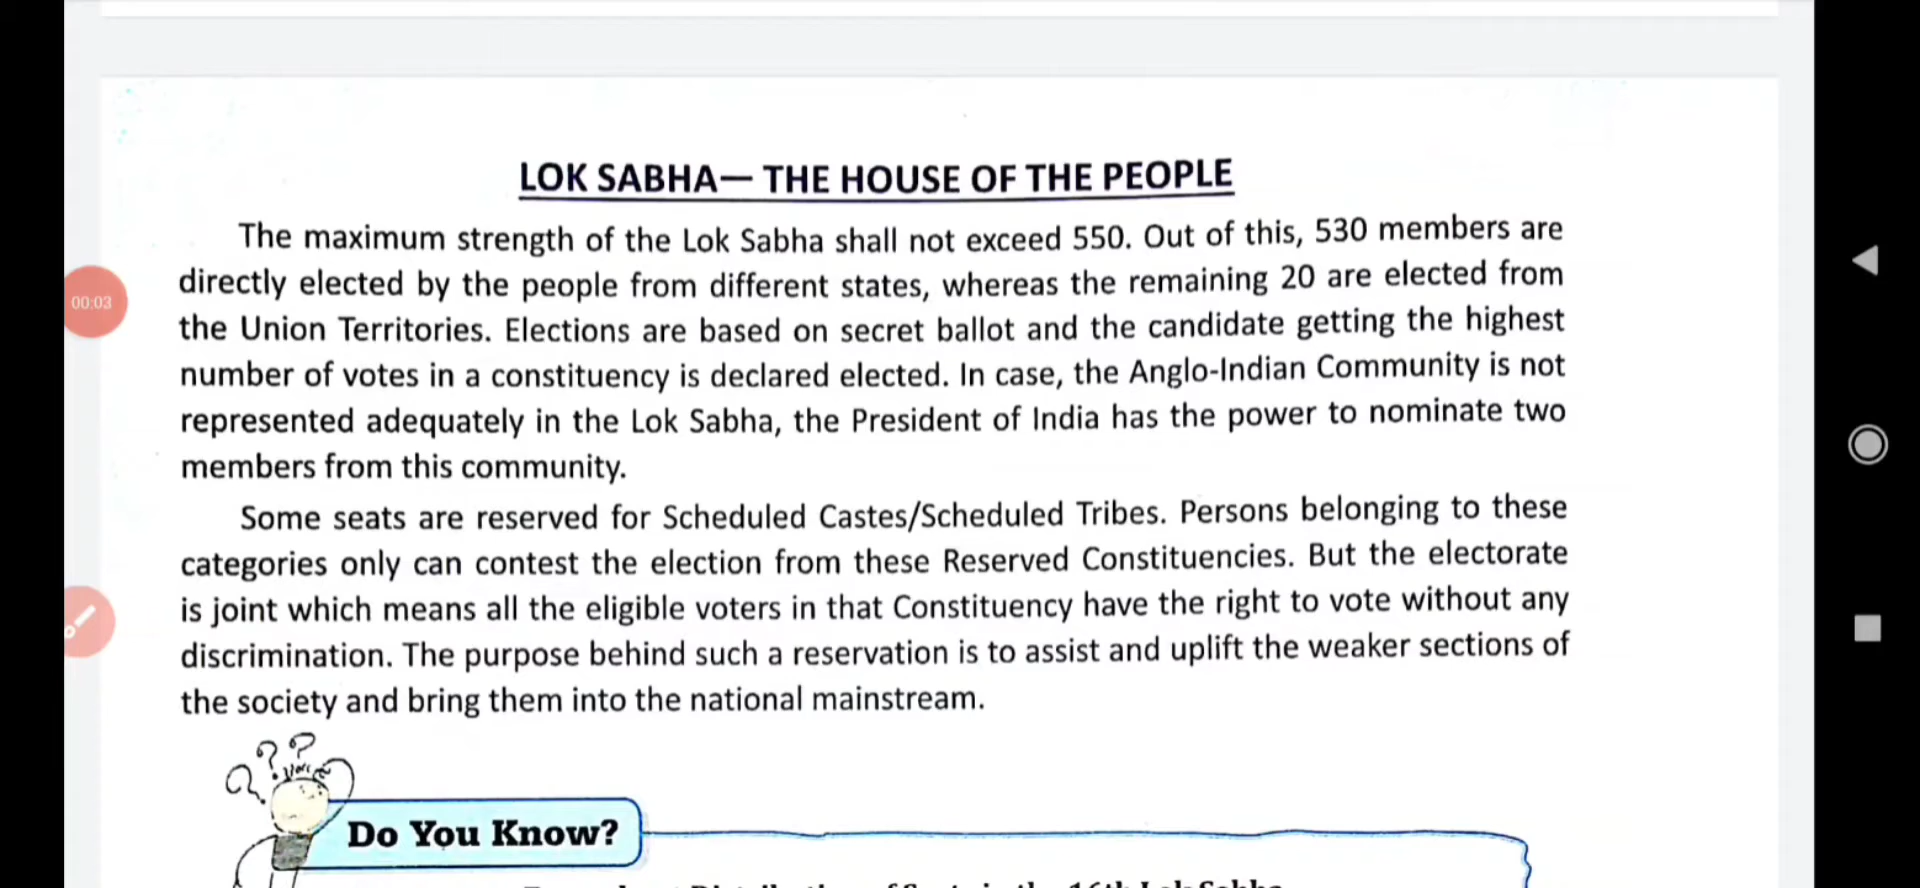 LOK SABHA— THE HOUSE OF THE PEOPLE
The maximum strength of the Lok Sabha shall not exceed 550. Out of this, 530 members are
directly elected by the people from different states, whereas the remaining 20 are elected from
the Union Territories. Elections are based on secret ballot and the candidate getting the highest
number of votes in a constituency is declared elected. In case, the Anglo-Indian Community is not
represented adequately in the Lok Sabha, the President of India has the power to nominate two
members from this community.
Some seats are reserved for Scheduled Castes/Scheduled Tribes. Persons belonging to these
categories only can contest the election from these Reserved Constituencies. But the electorate
is joint which means all the eligible voters in that Constituency have the right to vote without any
discrimination. The purpose behind such a reservation is to assist and uplift the weaker sections of
the society and bring them into the national mainstream.
00:03
? ? ?
Do You Know?